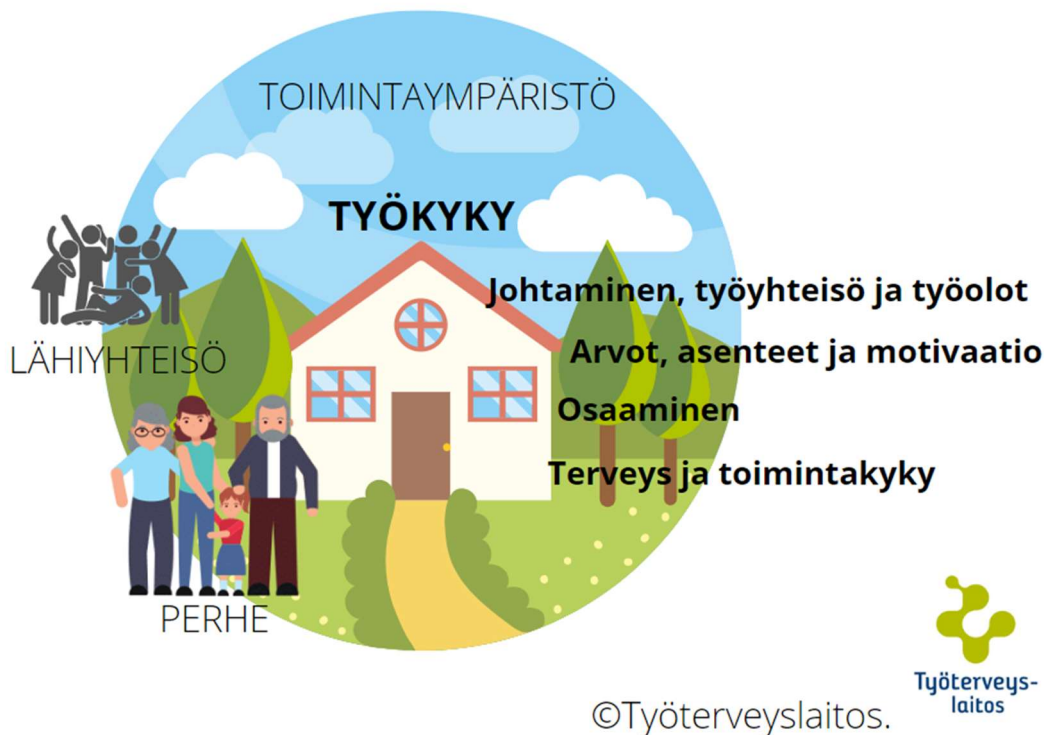 TOIMINTAYMPÄRISTÖ
TYÖKYKY
Johtaminen, työyhteisö ja työolot
LÄHIYHTEISÖ
Arvot, asenteet ja motivaatio
Osaaminen
Terveys ja toimintakyky
PERHE
Työterveys-
laitos
©Työterveyslaitos.